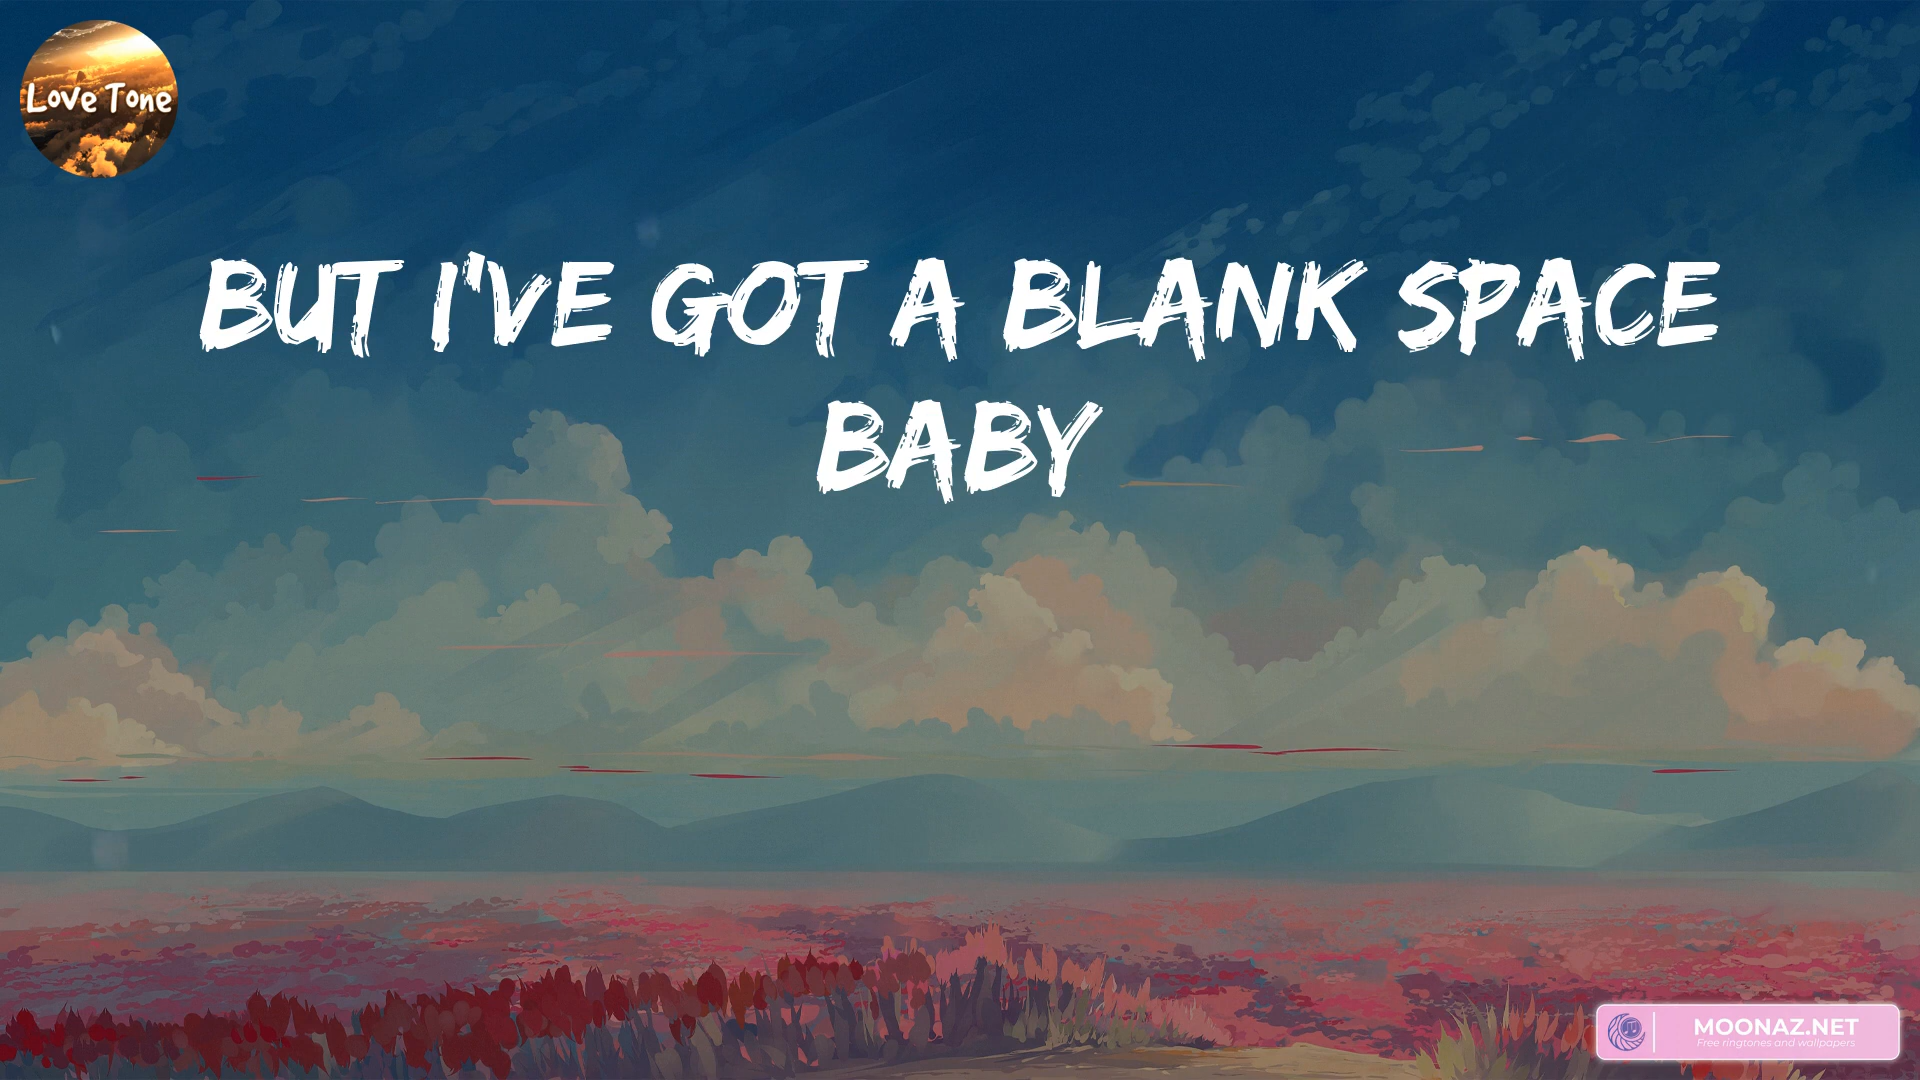 Love Tone
BUT I'VE GOT A BLANK SPACE
BABY
MOONAZ.NET
Free ringtones and wallpapers